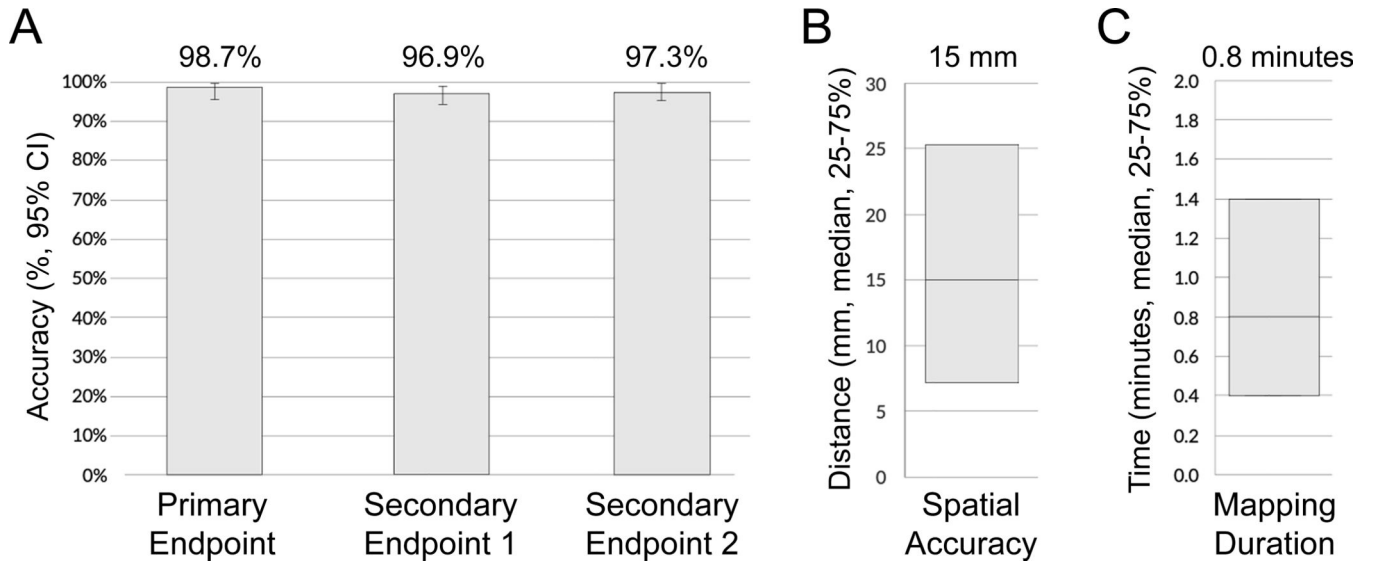 A
98.7%
96.9%
97.3%
Accuracy (%, 95% CI)
100%
90%
80%
70%
60%
50%
40%
30%
20%
10%
0%
Primary
Endpoint
Secondary
Endpoint 1
Secondary
Endpoint 2
B
15 mm
Distance (mm, median, 25-75%)
30
25
20
15
10
5
0
Spatial
Accuracy
C
0.8 minutes
Time (minutes, median, 25-75%)
2.0
1.8
1.6
1.4
1.2
1.0
0.8
0.6
0.4
0.2
0.0
Mapping
Duration